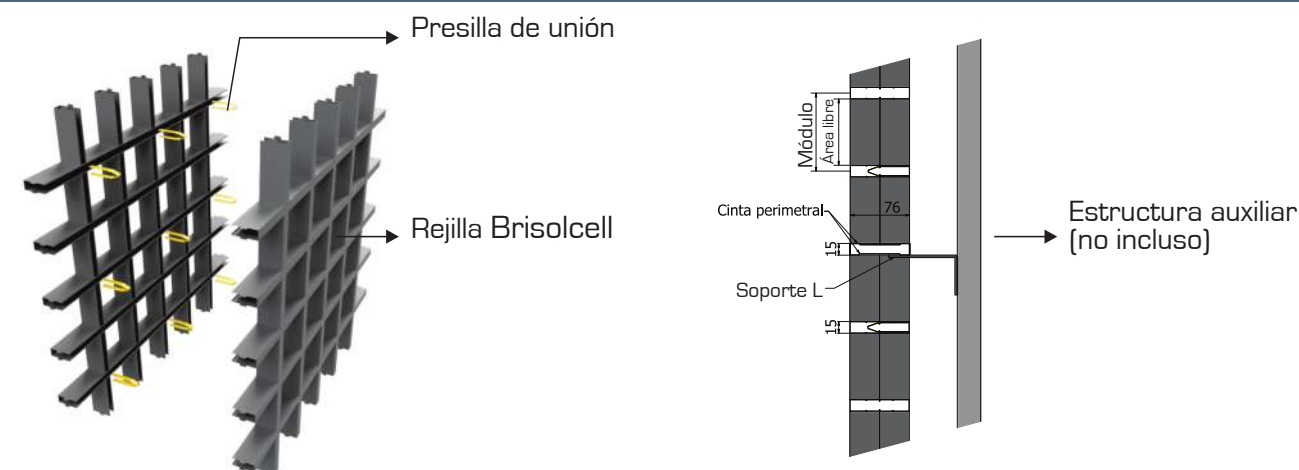 Presilla de unión
Rejilla Brisolcell
Módulo
Área libre
Cinta perimetral
76
15
Soporte L
15
Estructura auxiliar
(no incluso)